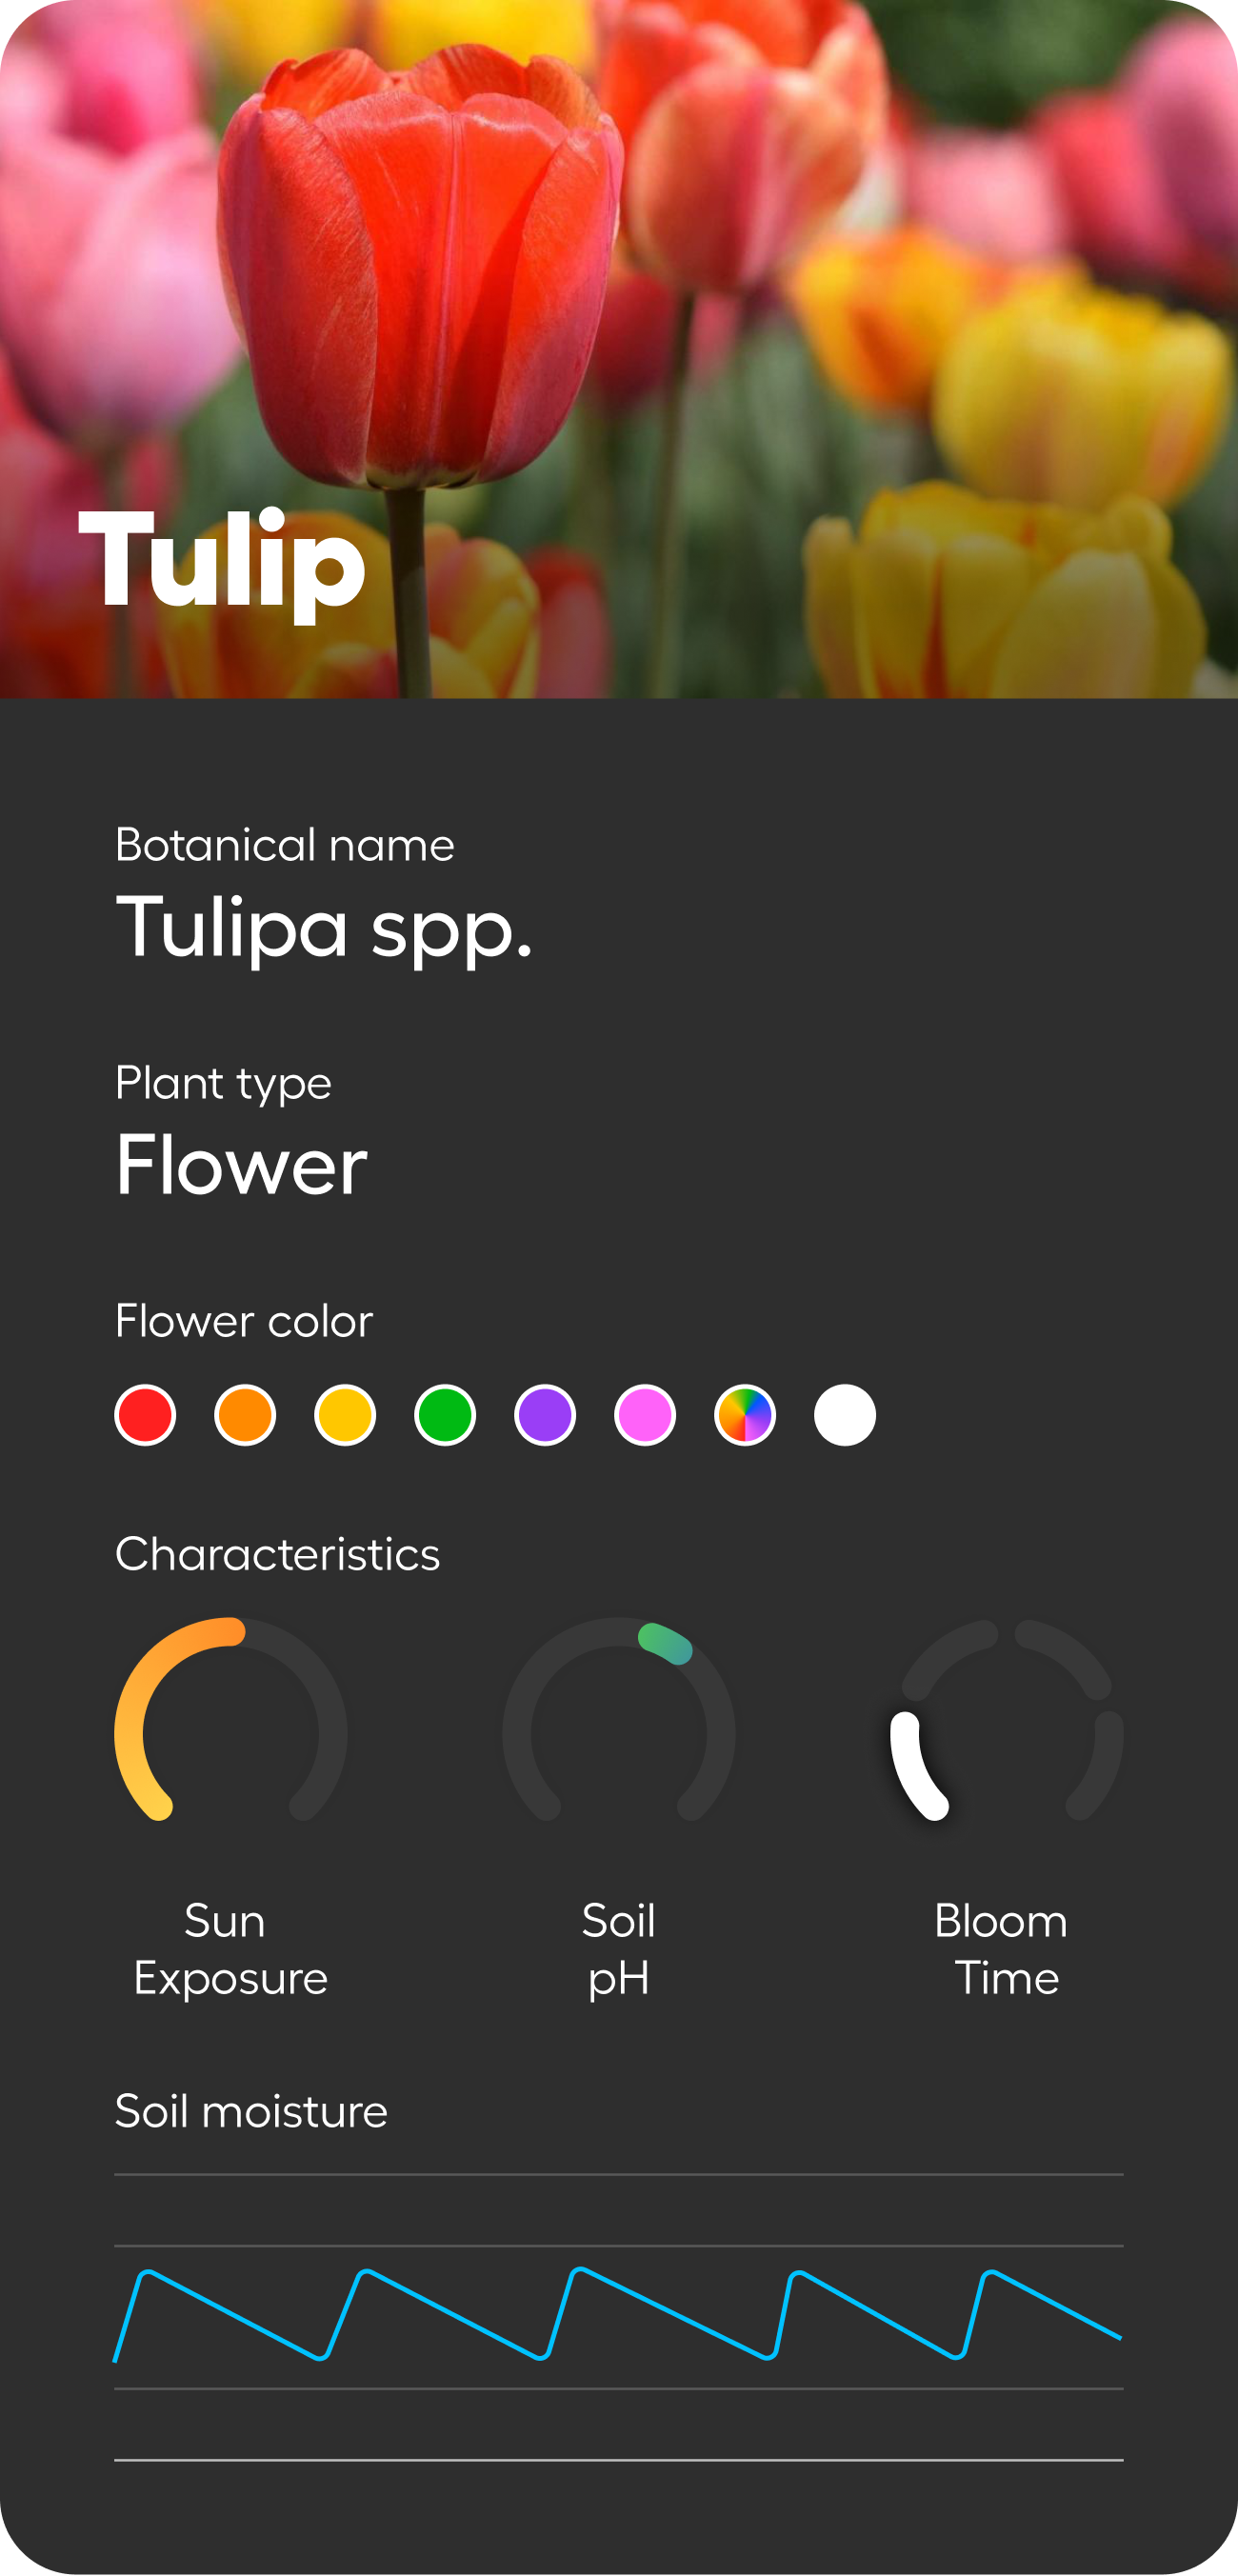 Tulip
Botanical name
Tulipa spp.
Plant type
Flower
Flower color
Characteristics
Sun
Exposure
Soil
pH
Bloom
Time
Soil moisture